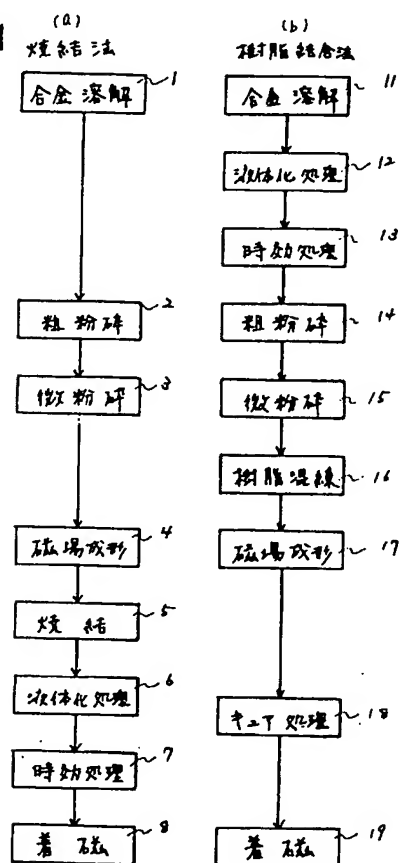 (a)
焼結法
合金溶解 1
粗粉砕 2
微粉砕 3
磁場成形 4
焼結 5
液体化処理 6
時効処理 7
着磁 8
(b)
樹脂結合法
合金溶解 11
液体化処理 12
時効処理 13
粗粉砕 14
微粉砕 15
樹脂混練 16
磁場成形 17
キュア処理 18
着磁 19